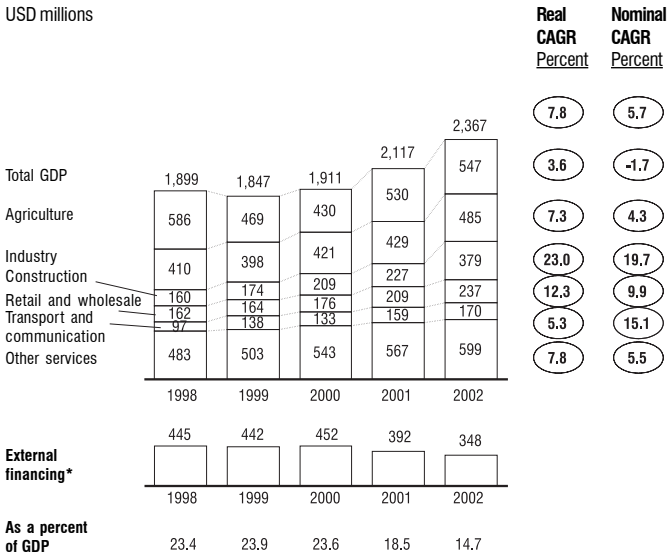 USD millions
Real CAGR Percent
Nominal CAGR Percent
7.8 5.7
2,367
2,117
Total GDP 1,899 1,847 1,911 547 3.6 -1.7
530
Agriculture 586 469 430 485 7.3 4.3
429
421
Industry 410 398 379 23.0 19.7
Construction 160 174 209 227 237 12,3 9.9
Retail and wholesale 162 164 176 209 170
Transport and communication 97 138 133 159 5.3 15.1
Other services 483 503 543 567 599 7.8 5.5
1998 1999 2000 2001 2002
445 442 452 392 348
External
financing*
1998 1999 2000 2001 2002
As a percent
of GDP 23.4 23.9 23.6 18.5 14.7